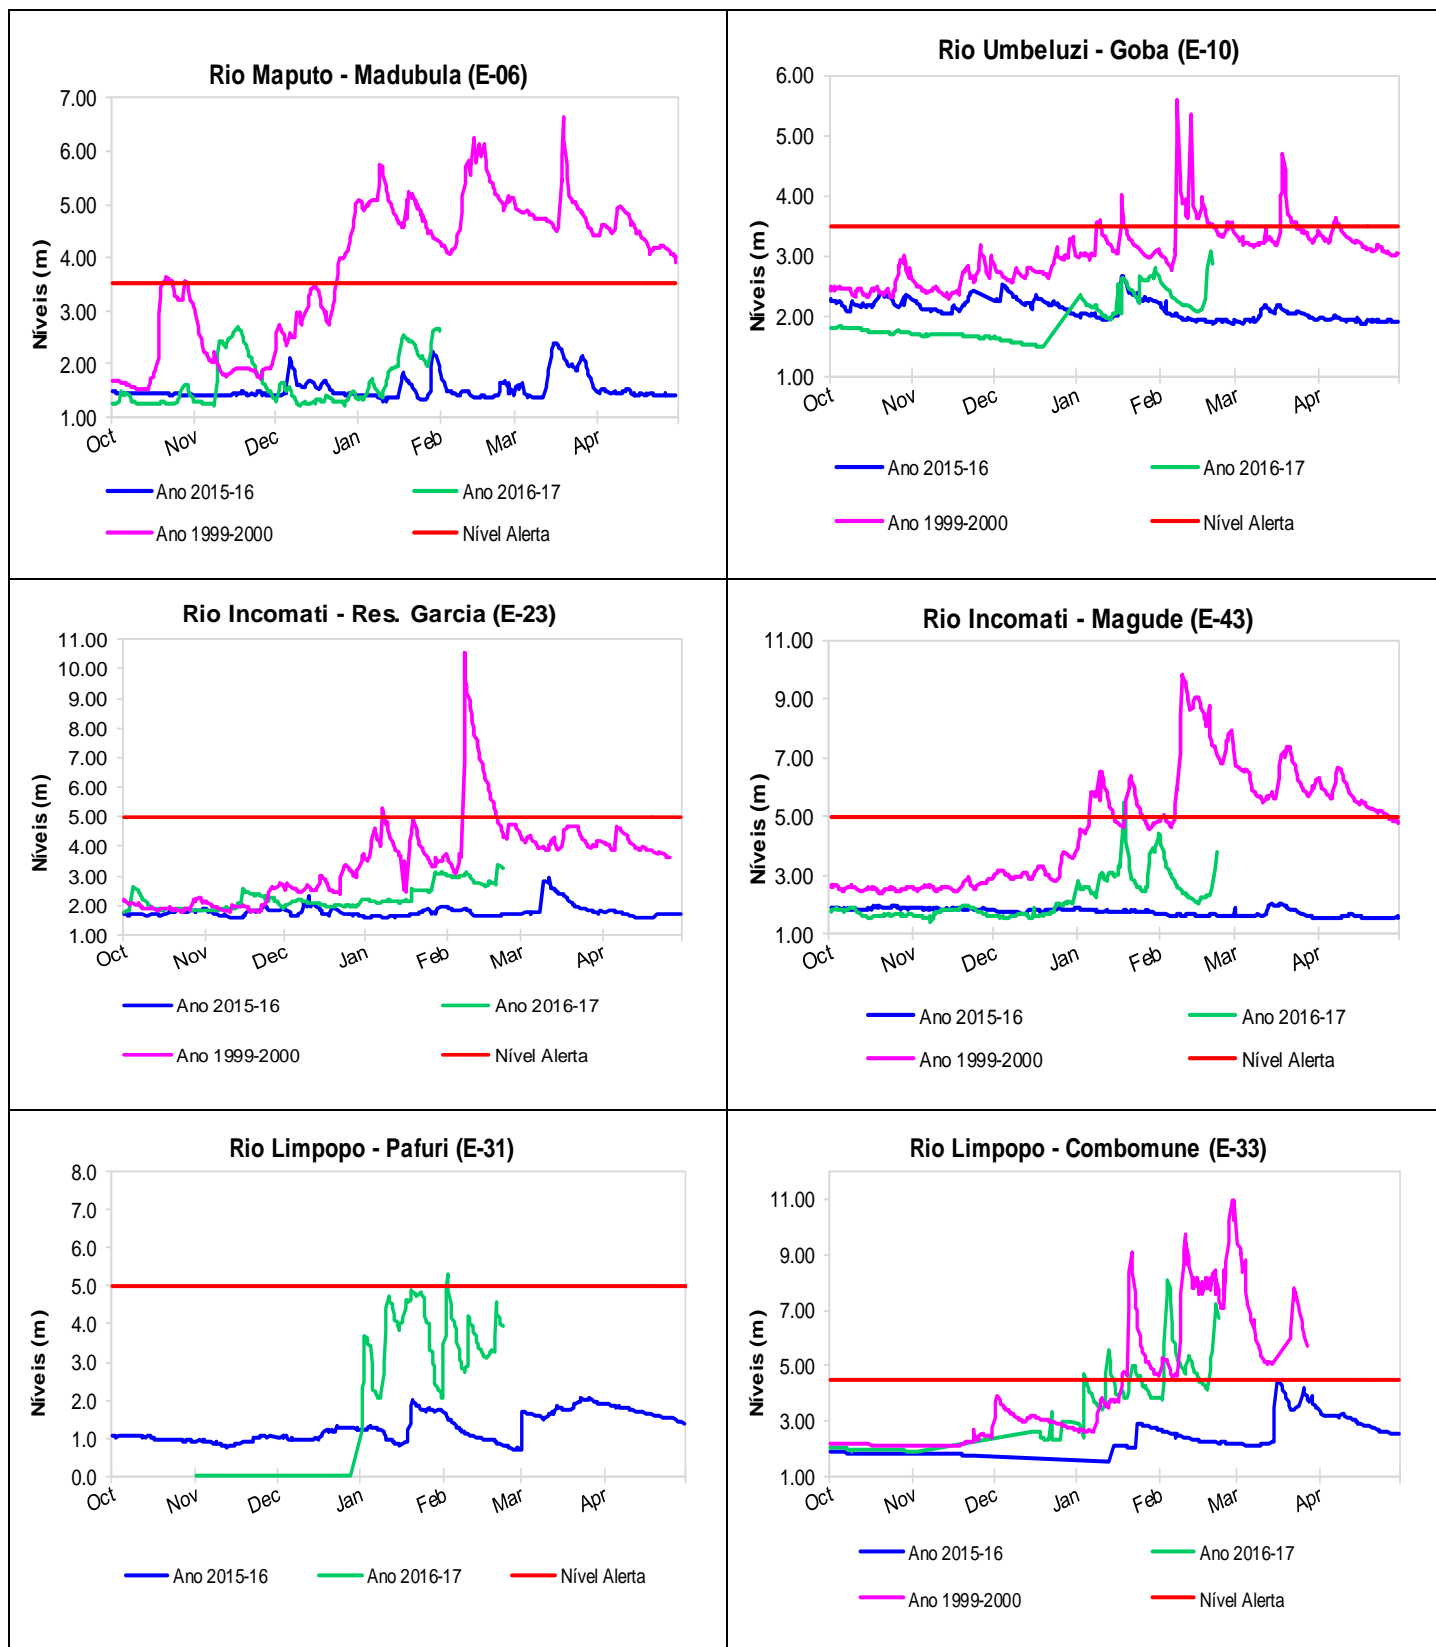 Rio Maputo - Madubula (E-06)
7.00
6.00
5.00
4.00
3.00
2.00
1.00
Níveis (m)
Oct Nov Dec Jan Feb Mar Apr
Ano 2015-16 Ano 2016-17
Ano 1999-2000 Nível Alerta
Rio Umbeluzi - Goba (E-10)
6.00
5.00
4.00
3.00
2.00
1.00
Níveis (m)
Oct Nov Dec Jan Feb Mar Apr
Ano 2015-16 Ano 2016-17
Ano 1999-2000 Nível Alerta
Rio Incomati - Res. Garcia (E-23)
11.00
10.00
9.00
8.00
7.00
6.00
5.00
4.00
3.00
2.00
1.00
Níveis (m)
Oct Nov Dec Jan Feb Mar Apr
Ano 2015-16 Ano 2016-17
Ano 1999-2000 Nível Alerta
Rio Incomati - Magude (E-43)
11.00
9.00
7.00
5.00
3.00
1.00
Níveis (m)
Oct Nov Dec Jan Feb Mar Apr
Ano 2015-16 Ano 2016-17
Ano 1999-2000 Nível Alerta
Rio Limpopo - Pafuri (E-31)
8.0
7.0
6.0
5.0
4.0
3.0
2.0
1.0
0.0
Níveis (m)
Oct Nov Dec Jan Feb Mar Apr
Ano 2015-16 Ano 2016-17 Nível Alerta
Rio Limpopo - Combomune (E-33)
11.00
9.00
7.00
5.00
3.00
1.00
Níveis (m)
Oct Nov Dec Jan Feb Mar Apr
Ano 2015-16 Ano 2016-17
Ano 1999-2000 Nível Alerta